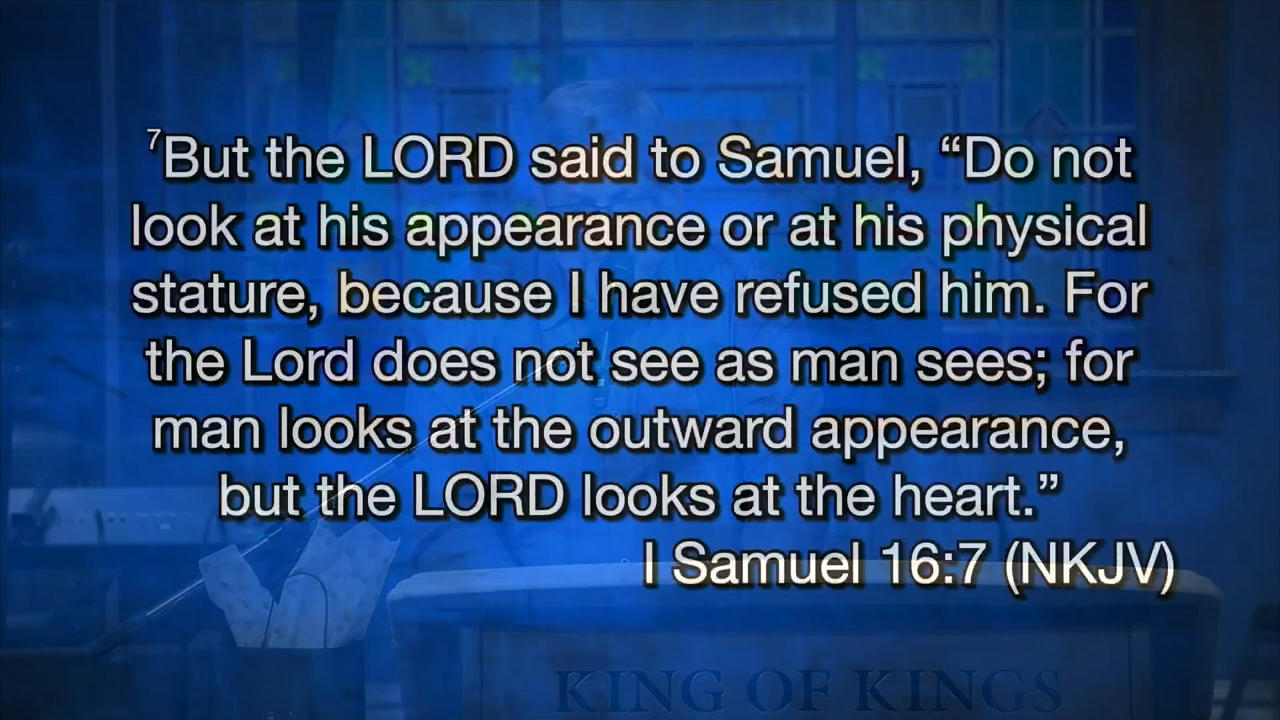 ⁷But the LORD said to Samuel, “Do not
look at his appearance or at his physical
stature, because I have refused him. For
the Lord does not see as man sees; for
man looks at the outward appearance,
but the LORD looks at the heart.”
I Samuel 16:7 (NKJV)
KING OF KINGS